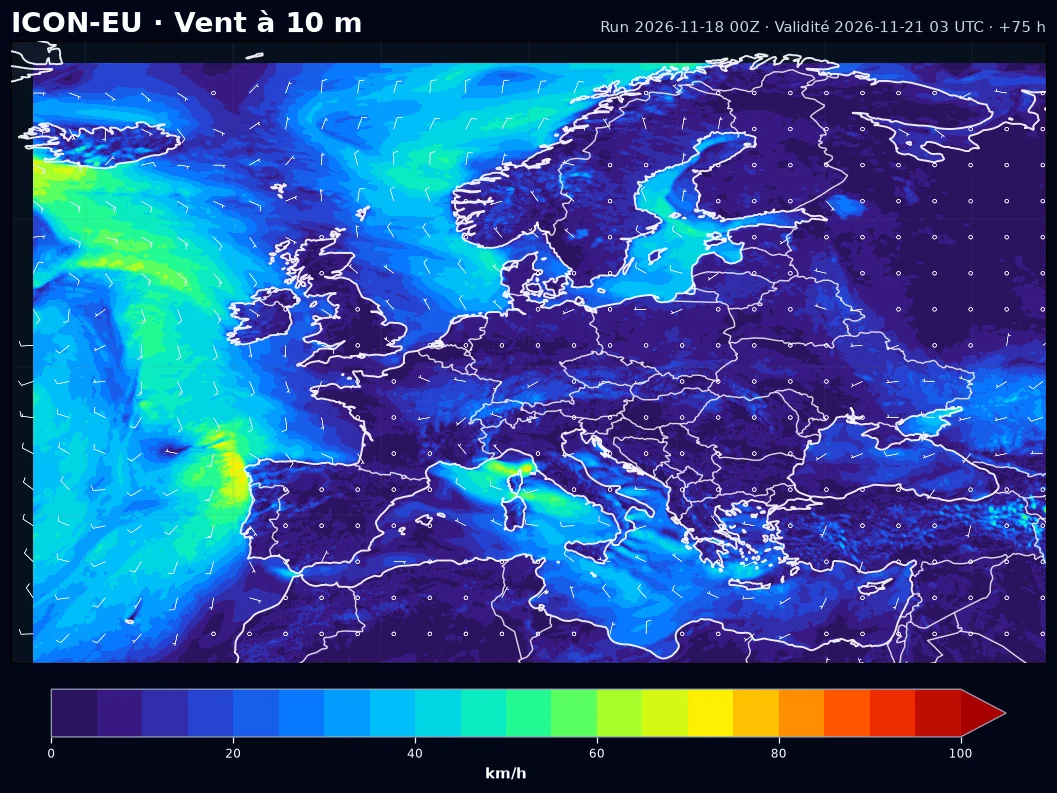 ICON-EU · Vent à 10 m
Run 2026-11-18 00Z · Validité 2026-11-21 03 UTC · +75 h
0 20 40 60 80 100
km/h